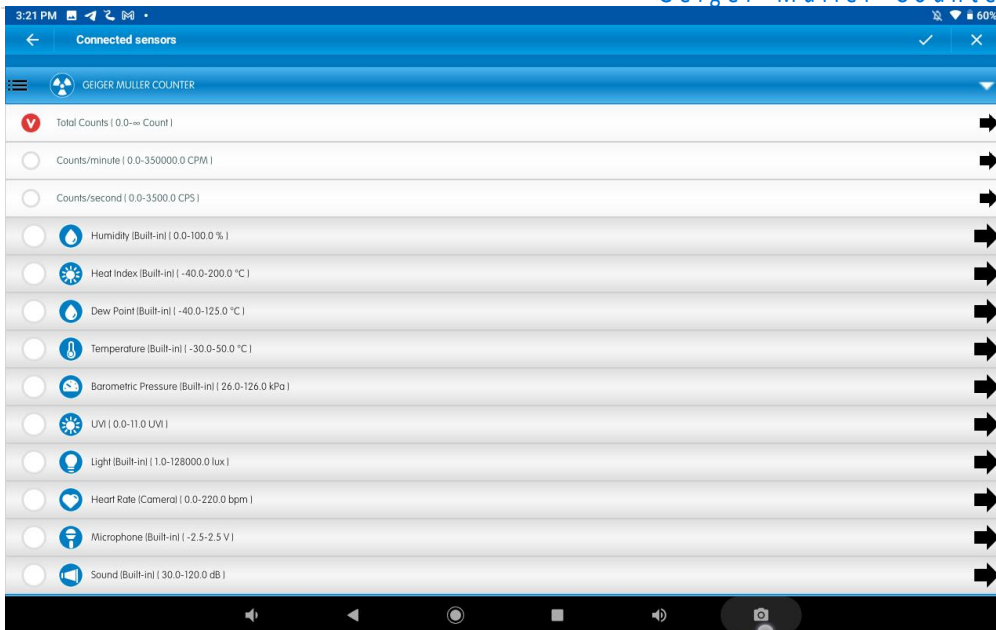 Geiger Muller Counte
3:21 PM
60%
Connected sensors
GEIGER MULLER COUNTER
V
Total Counts ( 0.0-∞ Count )
Counts/minute ( 0.0-350000.0 CPM )
Counts/second ( 0.0-3500.0 CPS )
Humidity (Built-in) ( 0.0-100.0 % )
Heat Index (Built-in) ( -40.0-200.0 °C )
Dew Point (Built-in) ( -40.0-125.0 °C )
Temperature (Built-in) ( -30.0-50.0 °C )
Barometric Pressure (Built-in) ( 26.0-126.0 kPa )
UVI ( 0.0-11.0 UVI )
Light (Built-in) ( 1.0-128000.0 lux )
Heart Rate (Camera) ( 0.0-220.0 bpm )
Microphone (Built-in) ( -2.5-2.5 V )
Sound (Built-in) ( 30.0-120.0 dB )